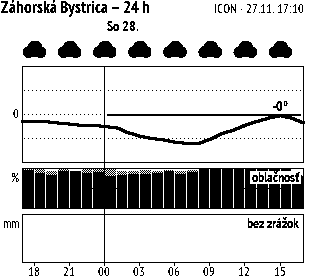 Záhorská Bystrica – 24 h
ICON · 27.11. 17:10
So 28.
0
-0°
%
oblačnosť
mm
bez zrážok
18 21 00 03 06 09 12 15